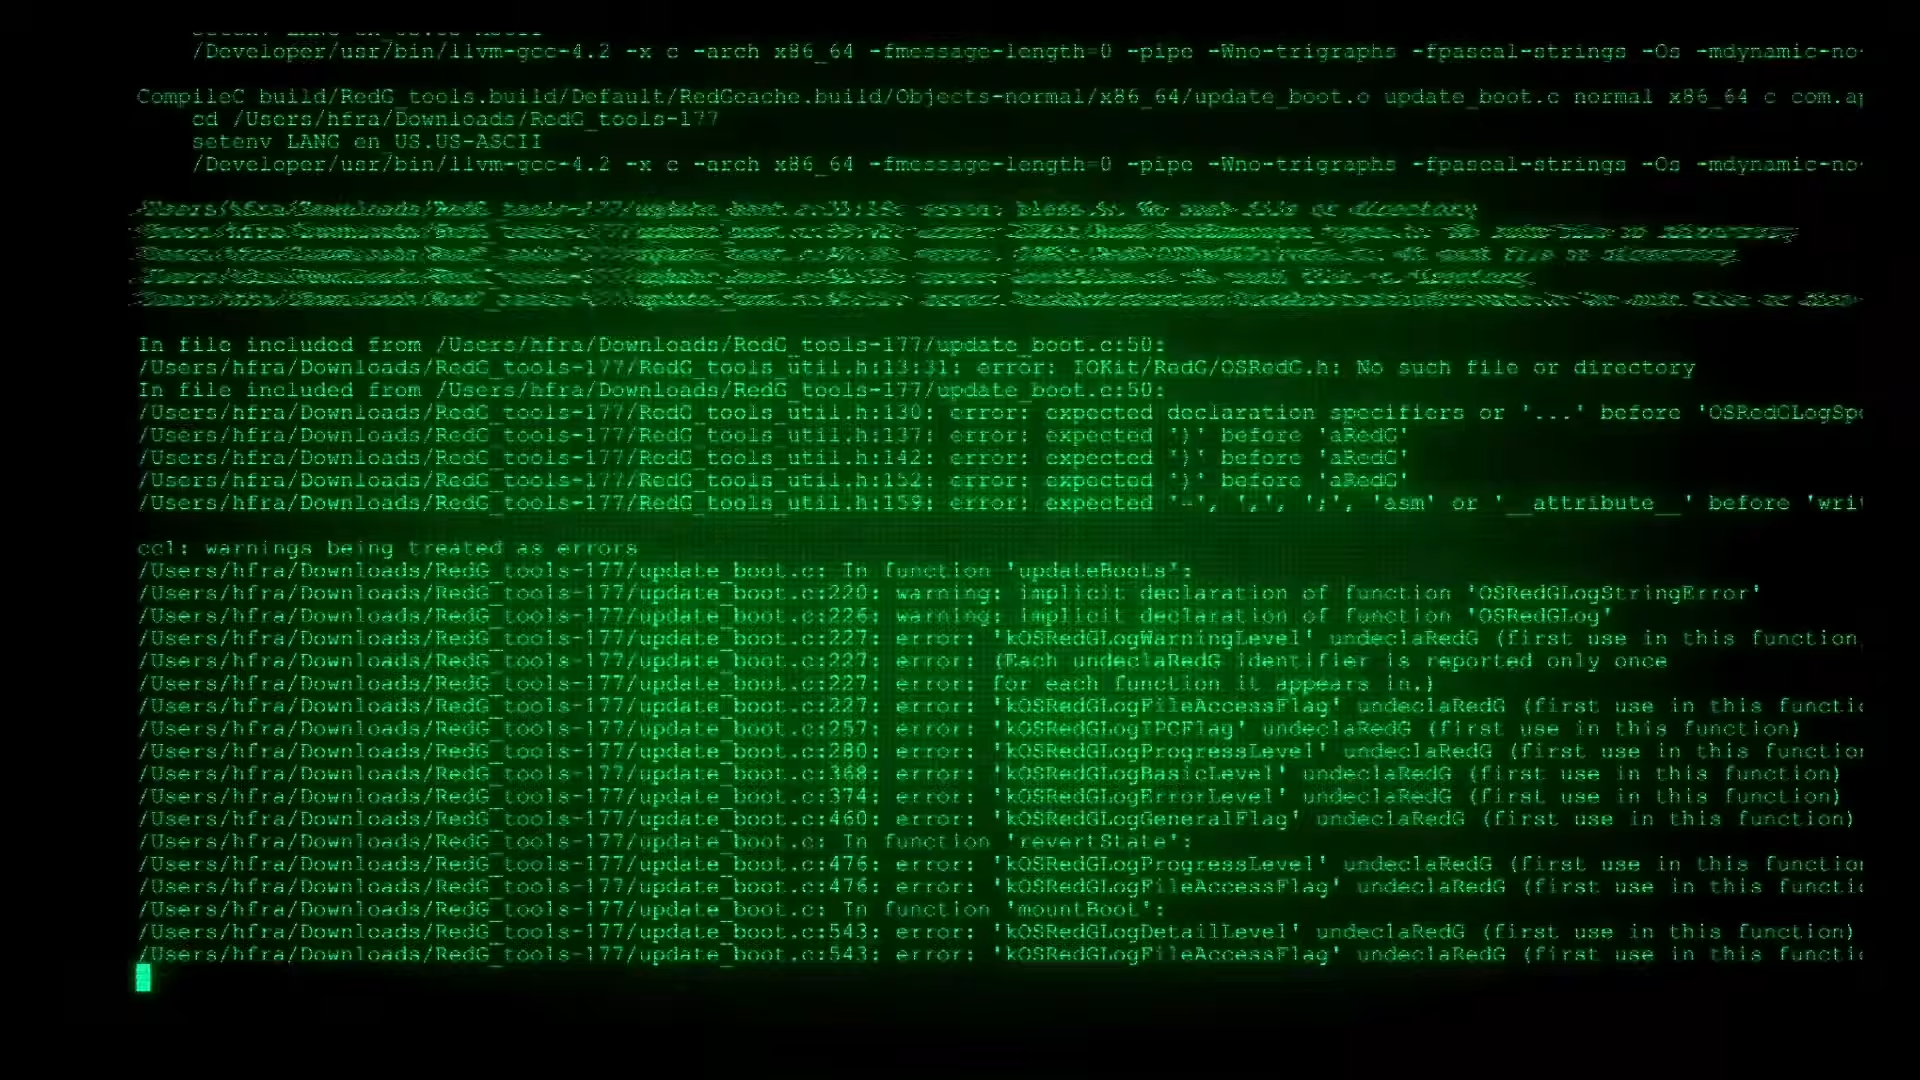 /Developer/usr/bin/llvm-gcc-4.2 -x c -arch x86_64 -fmessage-length=0 -pipe -Wno-trigraphs -fpascal-strings -Os -mdynamic-no-
CompileC build/RedG_tools.build/Default/RedGcache.build/Objects-normal/x86_64/update_boot.o update_boot.c normal x86_64 c com.ap
cd /Users/hfra/Downloads/RedG_tools-177
setenv LANG en_US.US-ASCII
/Developer/usr/bin/llvm-gcc-4.2 -x c -arch x86_64 -fmessage-length=0 -pipe -Wno-trigraphs -fpascal-strings -Os -mdynamic-no-
No such file or directory
In file included from /Users/hfra/Downloads/RedG_tools-177/update_boot.c:50:
/Users/hfra/Downloads/RedG_tools-177/RedG_tools_util.h:13:31: error: IOKit/RedG/OSRedG.h: No such file or directory
In file included from /Users/hfra/Downloads/RedG_tools-177/update_boot.c:50:
/Users/hfra/Downloads/RedG_tools-177/RedG_tools_util.h:130: error: expected declaration specifiers or '...' before 'OSRedGLogSpe
/Users/hfra/Downloads/RedG_tools-177/RedG_tools_util.h:137: error: expected ')' before 'aRedG'
/Users/hfra/Downloads/RedG_tools-177/RedG_tools_util.h:142: error: expected ')' before 'aRedG'
/Users/hfra/Downloads/RedG_tools-177/RedG_tools_util.h:152: error: expected ')' before 'aRedG'
/Users/hfra/Downloads/RedG_tools-177/RedG_tools_util.h:159: error: expected '=', ',', ';', 'asm' or '__attribute__' before 'writ
cc1: warnings being treated as errors
/Users/hfra/Downloads/RedG_tools-177/update_boot.c: In function 'updateBoots':
/Users/hfra/Downloads/RedG_tools-177/update_boot.c:220: warning: implicit declaration of function 'OSRedGLogStringError'
/Users/hfra/Downloads/RedG_tools-177/update_boot.c:226: warning: implicit declaration of function 'OSRedGLog'
/Users/hfra/Downloads/RedG_tools-177/update_boot.c:227: error: 'kOSRedGLogWarningLevel' undeclaRedG (first use in this function
/Users/hfra/Downloads/RedG_tools-177/update_boot.c:227: error: (Each undeclaRedG identifier is reported only once
/Users/hfra/Downloads/RedG_tools-177/update_boot.c:227: error: for each function it appears in.)
/Users/hfra/Downloads/RedG_tools-177/update_boot.c:227: error: 'kOSRedGLogFileAccessFlag' undeclaRedG (first use in this functio
/Users/hfra/Downloads/RedG_tools-177/update_boot.c:257: error: 'kOSRedGLogIPCFlag' undeclaRedG (first use in this function)
/Users/hfra/Downloads/RedG_tools-177/update_boot.c:280: error: 'kOSRedGLogProgressLevel' undeclaRedG (first use in this function
/Users/hfra/Downloads/RedG_tools-177/update_boot.c:368: error: 'kOSRedGLogBasicLevel' undeclaRedG (first use in this function)
/Users/hfra/Downloads/RedG_tools-177/update_boot.c:374: error: 'kOSRedGLogErrorLevel' undeclaRedG (first use in this function)
/Users/hfra/Downloads/RedG_tools-177/update_boot.c:460: error: 'kOSRedGLogGeneralFlag' undeclaRedG (first use in this function)
/Users/hfra/Downloads/RedG_tools-177/update_boot.c: In function 'revertState':
/Users/hfra/Downloads/RedG_tools-177/update_boot.c:476: error: 'kOSRedGLogProgressLevel' undeclaRedG (first use in this function
/Users/hfra/Downloads/RedG_tools-177/update_boot.c:476: error: 'kOSRedGLogFileAccessFlag' undeclaRedG (first use in this functio
/Users/hfra/Downloads/RedG_tools-177/update_boot.c: In function 'mountBoot':
/Users/hfra/Downloads/RedG_tools-177/update_boot.c:543: error: 'kOSRedGLogDetailLevel' undeclaRedG (first use in this function)
/Users/hfra/Downloads/RedG_tools-177/update_boot.c:543: error: 'kOSRedGLogFileAccessFlag' undeclaRedG (first use in this functio